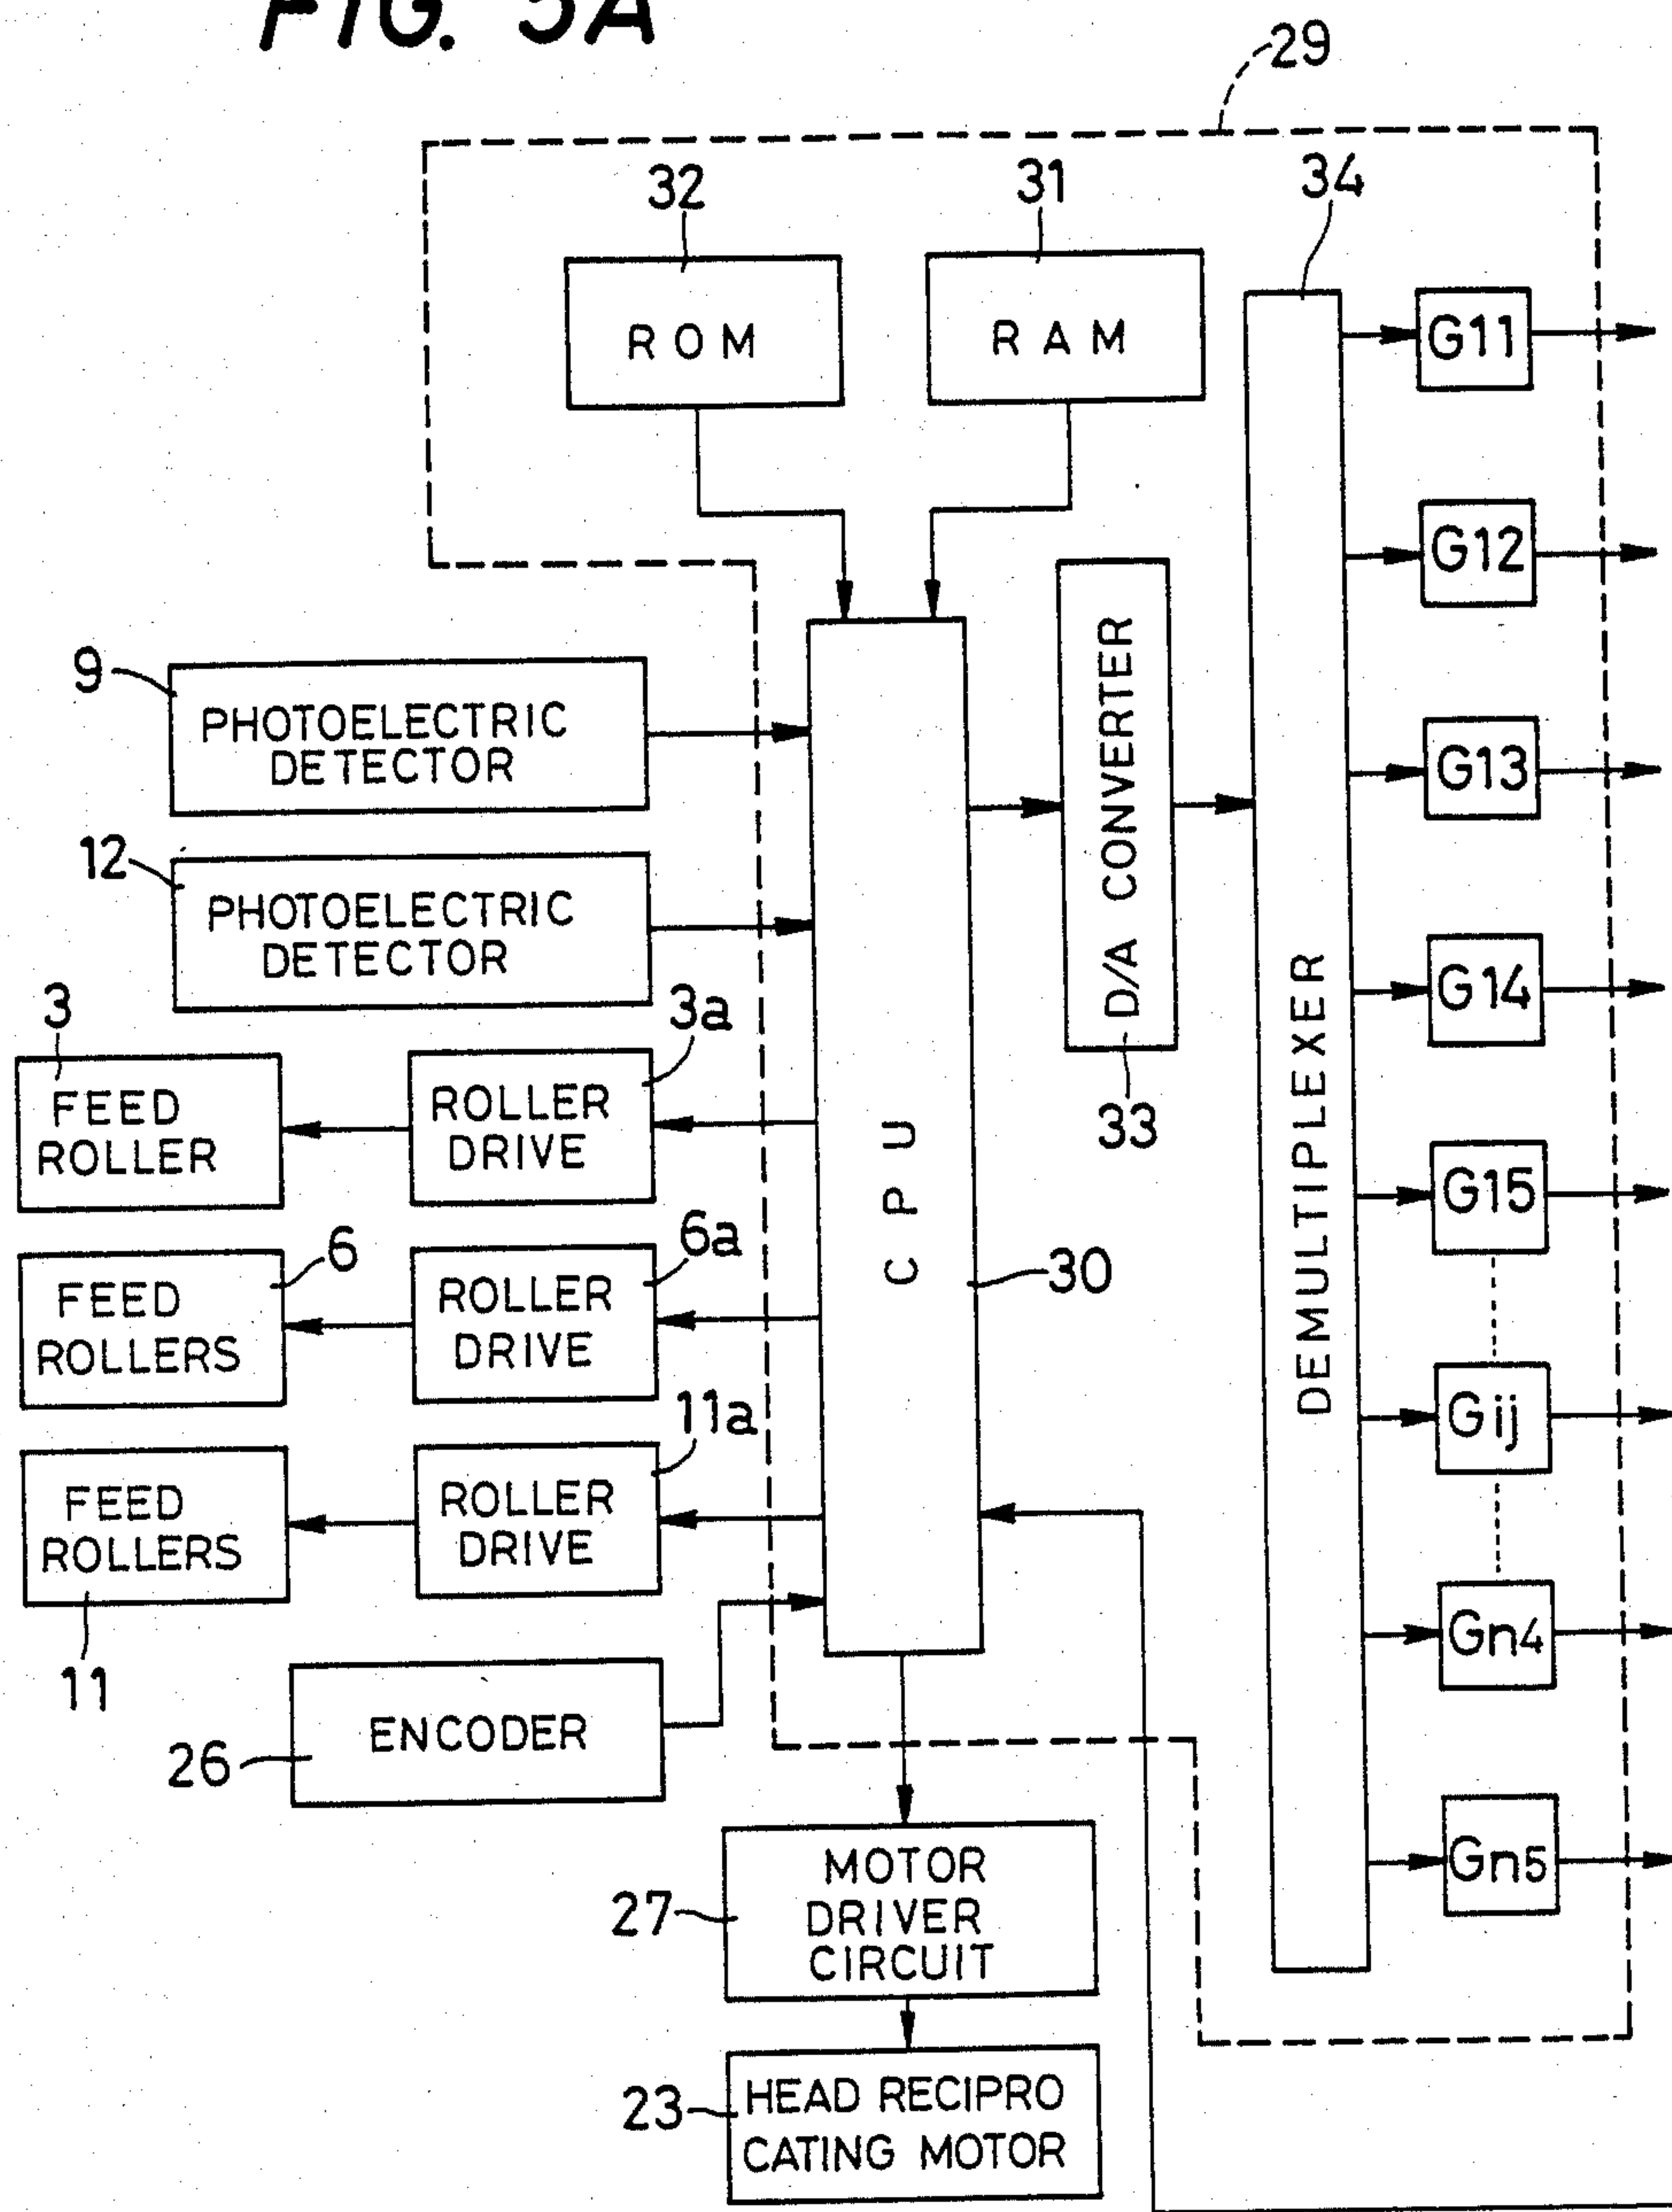 FIG. 5A
29
32
31
34
ROM
RAM
G11
G12
9
PHOTOELECTRIC
DETECTOR
D/A CONVERTER
G13
12
PHOTOELECTRIC
DETECTOR
DEMULTIPLEXER
G14
3
3a
33
FEED
ROLLER
ROLLER
DRIVE
CPU
G15
6
6a
30
FEED
ROLLERS
ROLLER
DRIVE
Gij
11a
FEED
ROLLERS
ROLLER
DRIVE
Gn4
11
26
ENCODER
Gn5
27
MOTOR
DRIVER
CIRCUIT
23
HEAD RECIPRO
CATING MOTOR